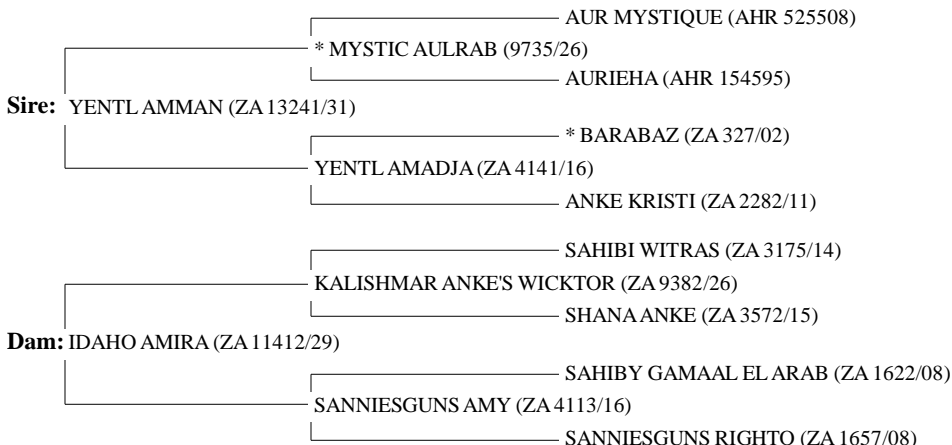 AUR MYSTIQUE (AHR 525508)
* MYSTIC AULRAB (9735/26)
AURIEHA (AHR 154595)
Sire: YENTL AMMAN (ZA 13241/31)
* BARABAZ (ZA 327/02)
YENTL AMADJA (ZA 4141/16)
ANKE KRISTI (ZA 2282/11)
SAHIBI WITRAS (ZA 3175/14)
KALISHMAR ANKE'S WICKTOR (ZA 9382/26)
SHANA ANKE (ZA 3572/15)
Dam: IDAHO AMIRA (ZA 11412/29)
SAHIBY GAMAAL EL ARAB (ZA 1622/08)
SANNIESGUNS AMY (ZA 4113/16)
SANNIESGUNS RIGHTO (ZA 1657/08)